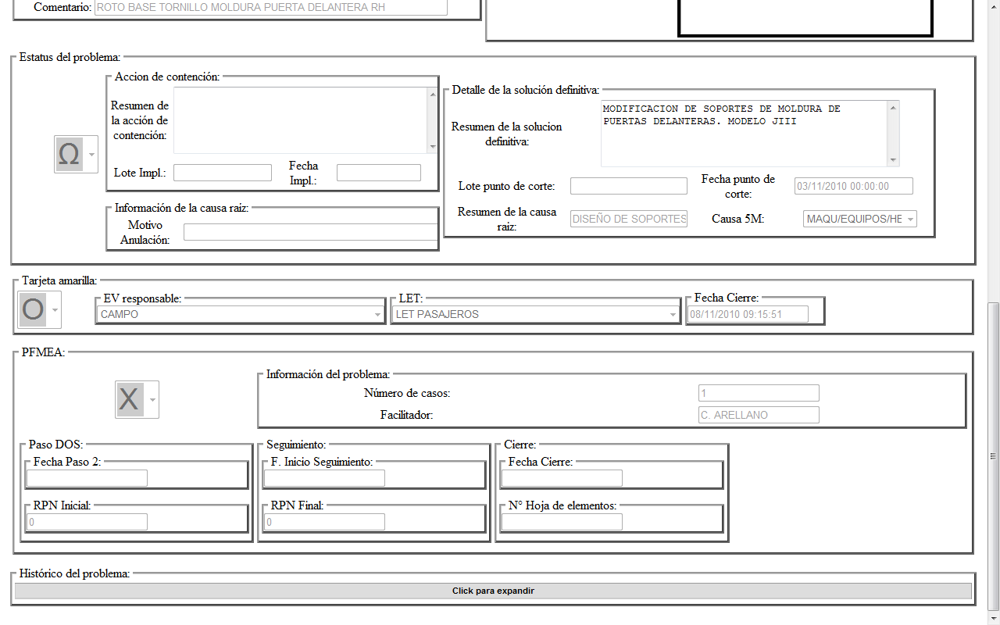 Comentario: ROTO BASE TORNILLO MOLDURA PUERTA DELANTERA RH
Estatus del problema:
Ω
Accion de contención:
Resumen de
la acción de
contención:
Lote Impl.:
Fecha
Impl.:
Información de la causa raiz:
Motivo
Anulación:
Detalle de la solución definitiva:
Resumen de la solucion
definitiva:
MODIFICACION DE SOPORTES DE MOLDURA DE
PUERTAS DELANTERAS. MODELO JIII
Lote punto de corte:
Fecha punto de
corte:
03/11/2010 00:00:00
Resumen de la causa
raiz:
DISEÑO DE SOPORTES
Causa 5M:
MAQU/EQUIPOS/HE
Tarjeta amarilla:
O
EV responsable:
CAMPO
LET:
LET PASAJEROS
Fecha Cierre:
08/11/2010 09:15:51
PFMEA:
X
Información del problema:
Número de casos: 1
Facilitador: C. ARELLANO
Paso DOS:
Fecha Paso 2:
RPN Inicial:
0
Seguimiento:
F. Inicio Seguimiento:
RPN Final:
0
Cierre:
Fecha Cierre:
N° Hoja de elementos:
Histórico del problema:
Click para expandir